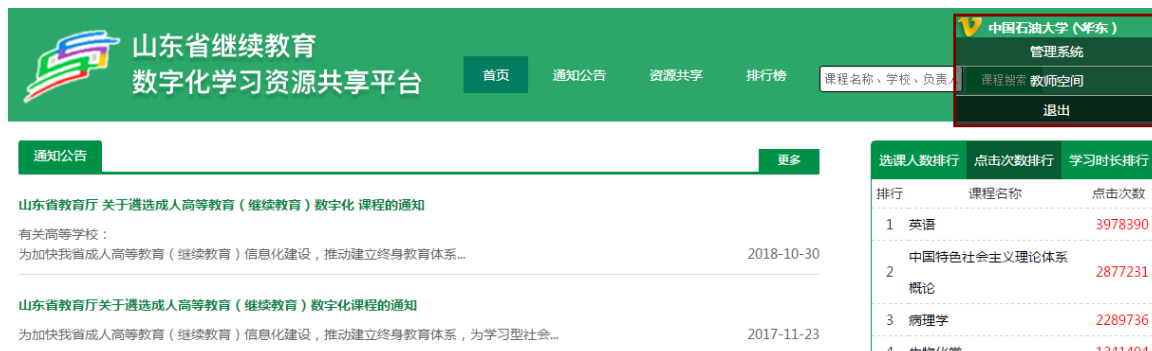 中国石油大学（华东）
管理系统
教师空间
退出
山东省继续教育
数字化学习资源共享平台
首页 通知公告 资源共享 排行榜 课程名称、学校、负责人 课程搜索
通知公告 更多
山东省教育厅 关于遴选成人高等教育（继续教育）数字化 课程的通知
有关高等学校：
为加快我省成人高等教育（继续教育）信息化建设，推动建立终身教育体系... 2018-10-30
山东省教育厅关于遴选成人高等教育（继续教育）数字化课程的通知
为加快我省成人高等教育（继续教育）信息化建设，推动建立终身教育体系，为学习型社会... 2017-11-23
选课人数排行 点击次数排行 学习时长排行
排行 课程名称 点击次数
1 英语 3978390
2 中国特色社会主义理论体系 2877231
概论
3 病理学 2289736
4 生物化学 1241404